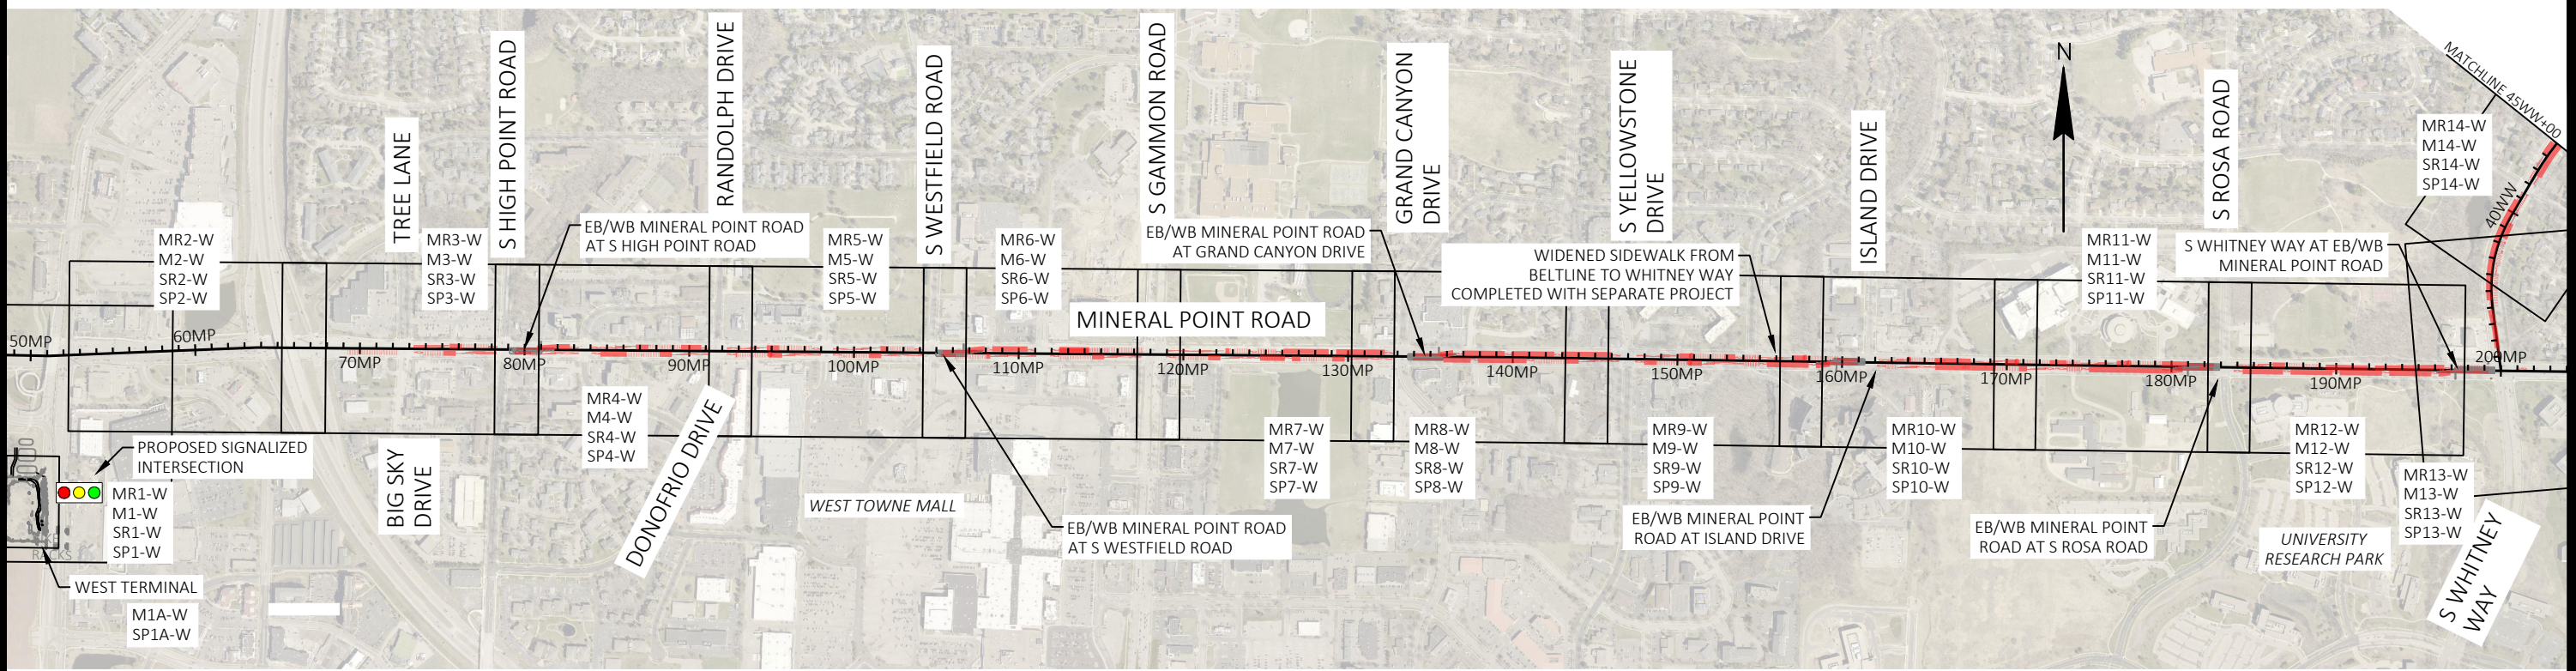 TREE LANE
S HIGH POINT ROAD
RANDOLPH DRIVE
S WESTFIELD ROAD
S GAMMON ROAD
GRAND CANYON
DRIVE
S YELLOWSTONE
DRIVE
ISLAND DRIVE
N
S ROSA ROAD
MATCHLINE 45WW+00
MR14-W
M14-W
SR14-W
SP14-W
40WW
MR2-W
M2-W
SR2-W
SP2-W
MR3-W
M3-W
SR3-W
SP3-W
EB/WB MINERAL POINT ROAD
AT S HIGH POINT ROAD
MR5-W
M5-W
SR5-W
SP5-W
MR6-W
M6-W
SR6-W
SP6-W
EB/WB MINERAL POINT ROAD
AT GRAND CANYON DRIVE
WIDENED SIDEWALK FROM
BELTLINE TO WHITNEY WAY
COMPLETED WITH SEPARATE PROJECT
MR11-W
M11-W
SR11-W
SP11-W
S WHITNEY WAY AT EB/WB
MINERAL POINT ROAD
MINERAL POINT ROAD
50MP
60MP
70MP
80MP
90MP
100MP
110MP
120MP
130MP
140MP
150MP
160MP
170MP
180MP
190MP
200MP
PROPOSED SIGNALIZED
INTERSECTION
MR1-W
M1-W
SR1-W
SP1-W
RACKS
WEST TERMINAL
M1A-W
SP1A-W
BIG SKY
DRIVE
MR4-W
M4-W
SR4-W
SP4-W
DONOFRIO DRIVE
WEST TOWNE MALL
EB/WB MINERAL POINT ROAD
AT S WESTFIELD ROAD
MR7-W
M7-W
SR7-W
SP7-W
MR8-W
M8-W
SR8-W
SP8-W
MR9-W
M9-W
SR9-W
SP9-W
EB/WB MINERAL POINT
ROAD AT ISLAND DRIVE
MR10-W
M10-W
SR10-W
SP10-W
EB/WB MINERAL POINT
ROAD AT S ROSA ROAD
MR12-W
M12-W
SR12-W
SP12-W
UNIVERSITY
RESEARCH PARK
MR13-W
M13-W
SR13-W
SP13-W
S WHITNEY
WAY